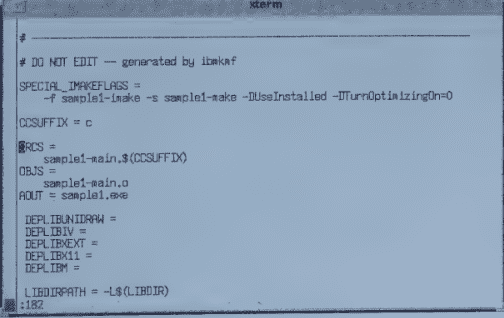 xterm
# ————————————————————————
# DO NOT EDIT — generated by ibmkmf
SPECIAL_IMAKEFLAGS =
-f sample1-imake -s sample1-make -DUseInstalled -DTurnOptimizingOn=0
CCSUFFIX = c
SRCS =
sample1-main.$(CCSUFFIX)
OBJS =
sample1-main.o
AOUT = sample1.exe
DEPLIBUNIDRAW =
DEPLIBIV =
DEPLIBXEXT =
DEPLIBX11 =
DEPLIBM =
LIBDIRPATH = -L$(LIBDIR)
:182